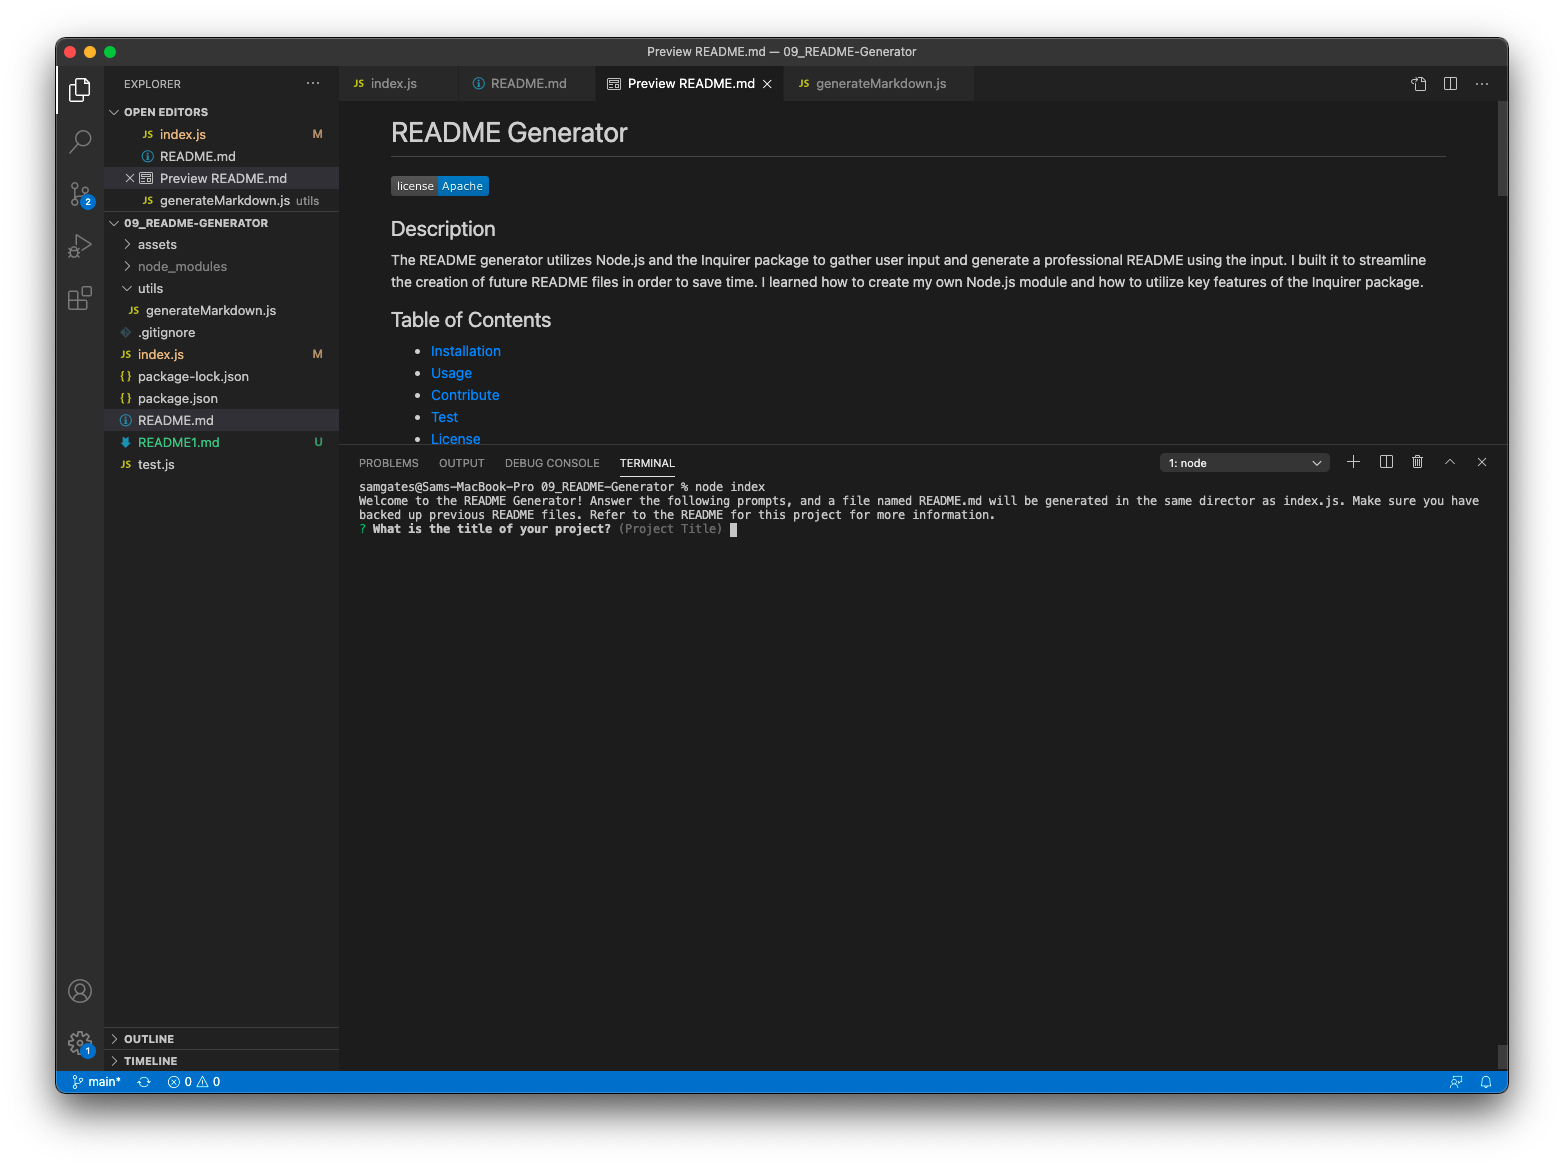 Preview README.md — 09_README-Generator
EXPLORER
OPEN EDITORS
JS index.js M
README.md
Preview README.md
JS generateMarkdown.js utils
09_README-GENERATOR
assets
node_modules
utils
JS generateMarkdown.js
.gitignore
JS index.js M
{} package-lock.json
{} package.json
README.md
README1.md U
JS test.js
OUTLINE
TIMELINE
2
1
JS index.js README.md Preview README.md JS generateMarkdown.js
README Generator
license Apache
Description
The README generator utilizes Node.js and the Inquirer package to gather user input and generate a professional README using the input. I built it to streamline
the creation of future README files in order to save time. I learned how to create my own Node.js module and how to utilize key features of the Inquirer package.
Table of Contents
• Installation
• Usage
• Contribute
• Test
• License
PROBLEMS OUTPUT DEBUG CONSOLE TERMINAL 1: node
samgates@Sams-MacBook-Pro 09_README-Generator % node index
Welcome to the README Generator! Answer the following prompts, and a file named README.md will be generated in the same director as index.js. Make sure you have
backed up previous README files. Refer to the README for this project for more information.
? What is the title of your project? (Project Title)
main* 0 0